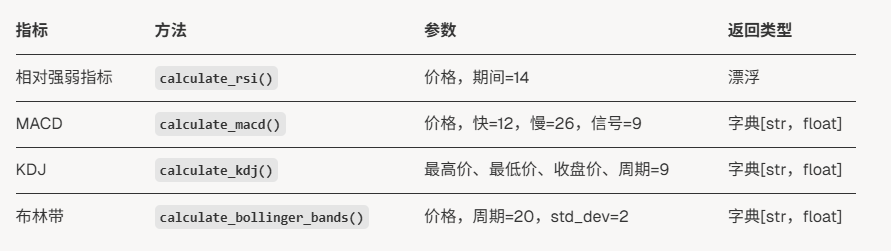 指标 方法 参数 返回类型
相对强弱指标 calculate_rsi() 价格，期间=14 漂浮
MACD calculate_macd() 价格，快=12，慢=26，信号=9 字典[str，float]
KDJ calculate_kdj() 最高价、最低价、收盘价、周期=9 字典[str，float]
布林带 calculate_bollinger_bands() 价格，周期=20，std_dev=2 字典[str，float]